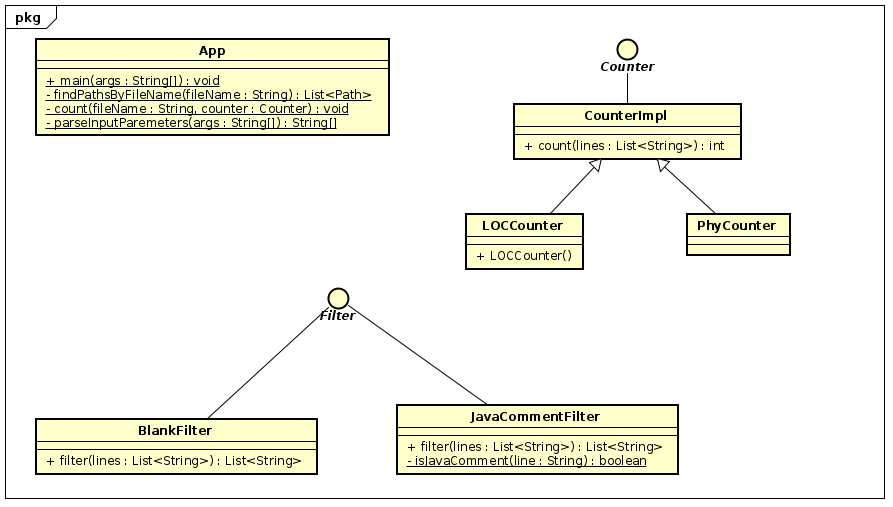 pkg
App
+ main(args : String[]) : void
- findPathsByFileName(fileName : String) : List<Path>
- count(fileName : String, counter : Counter) : void
- parseInputParemeters(args : String[]) : String[]
Counter
CounterImpl
+ count(lines : List<String>) : int
LOCCounter
+ LOCCounter()
PhyCounter
Filter
BlankFilter
+ filter(lines : List<String>) : List<String>
JavaCommentFilter
+ filter(lines : List<String>) : List<String>
- isJavaComment(line : String) : boolean